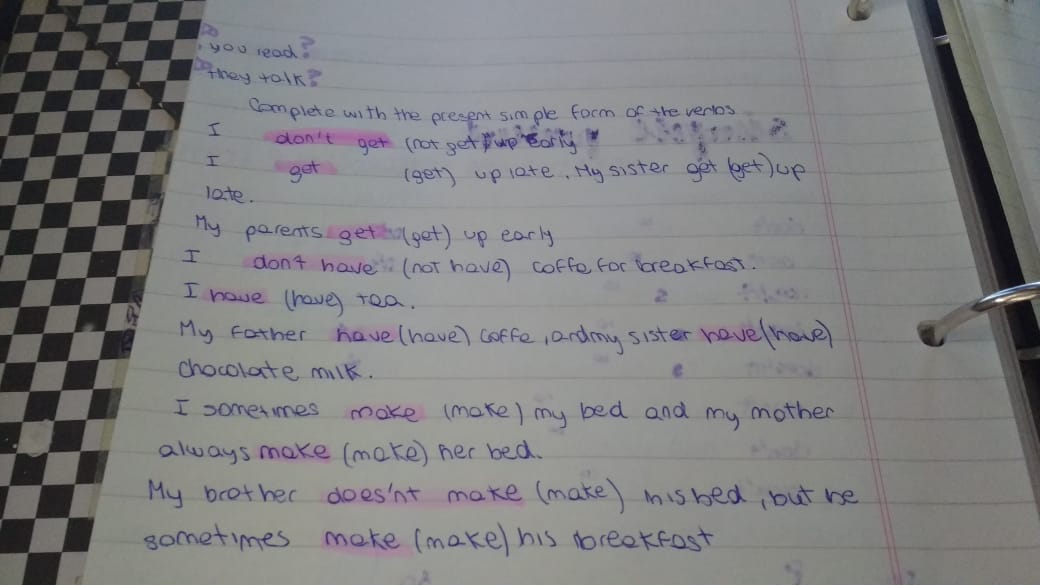 you read?
they talk?
Complete with the present simple form of the verbs
I don't get (not get) up early
I get (get) up late. My sister get (get) up
late.
My parents get (get) up early
I don't have (not have) coffe for breakfast.
I have (have) tea.
My father have (have) coffe, and my sister have (have)
chocolate milk.
I sometimes make (make) my bed and my mother
always make (make) her bed.
My brother does'nt make (make) his bed, but he
sometimes make (make) his breakfast